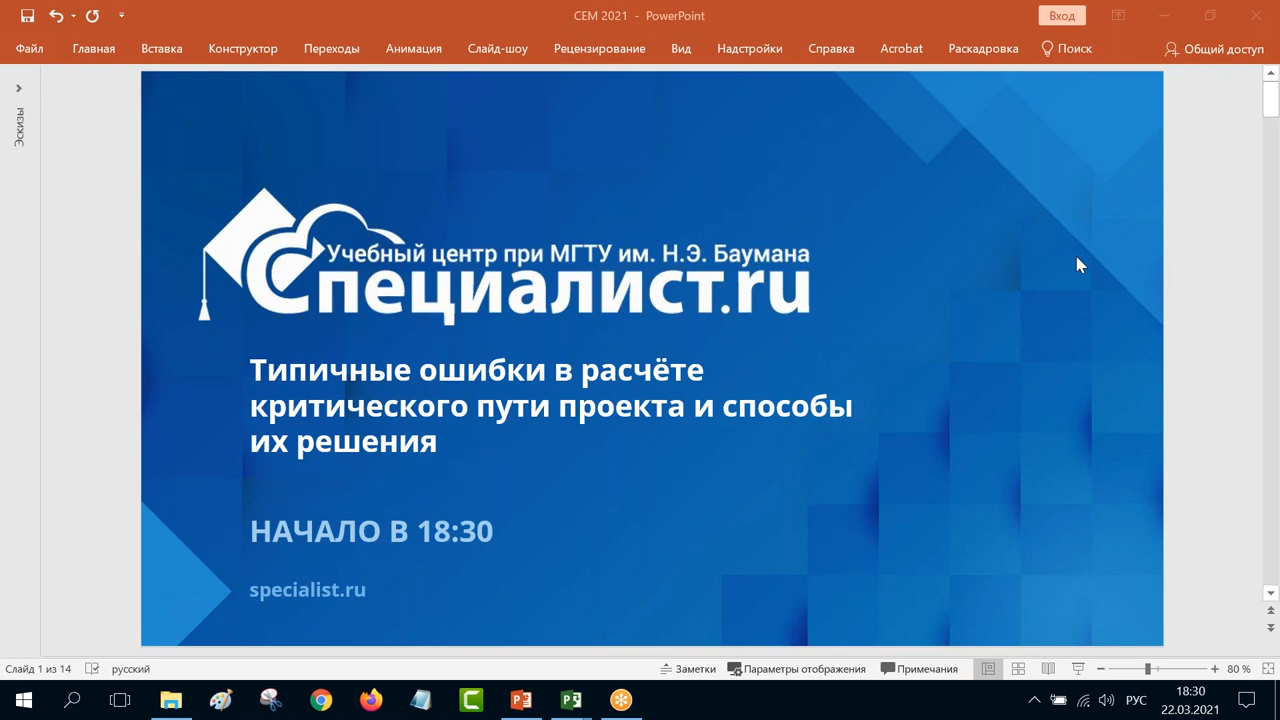 CEM 2021 - PowerPoint
Вход
Файл Главная Вставка Конструктор Переходы Анимация Слайд-шоу Рецензирование Вид Надстройки Справка Acrobat Раскадровка Поиск Общий доступ
Эскизы
Учебный центр при МГТУ им. Н.Э. Баумана
Специалист.ru
Типичные ошибки в расчёте
критического пути проекта и способы
их решения
НАЧАЛО В 18:30
specialist.ru
Слайд 1 из 14 русский Заметки Параметры отображения Примечания 80 %
РУС
18:30
22.03.2021